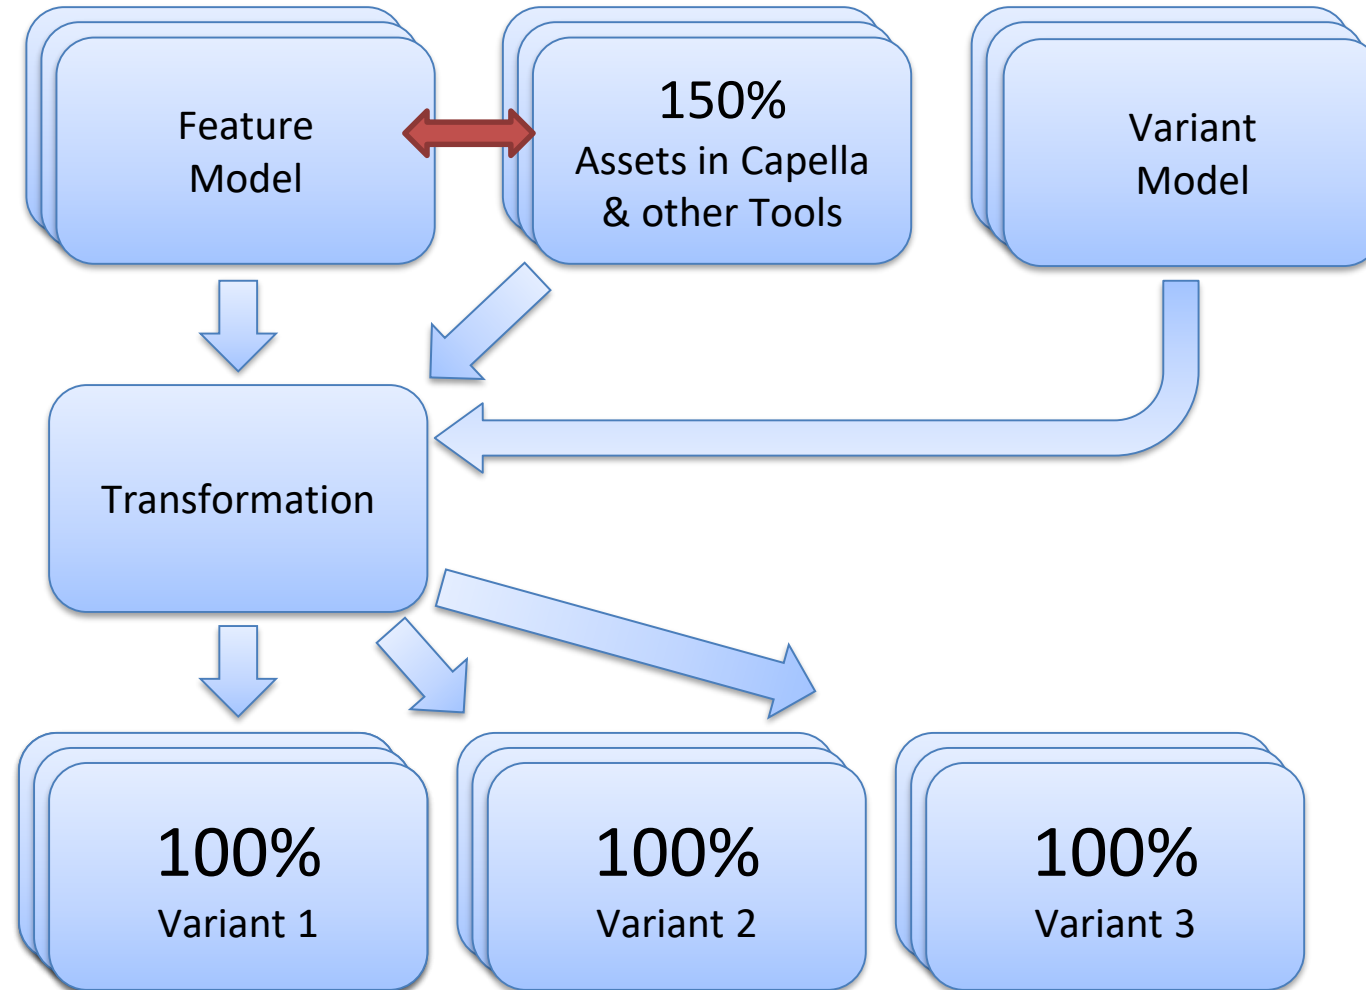 Feature
Model
150%
Assets in Capella
& other Tools
Variant
Model
Transformation
100%
Variant 1
100%
Variant 2
100%
Variant 3